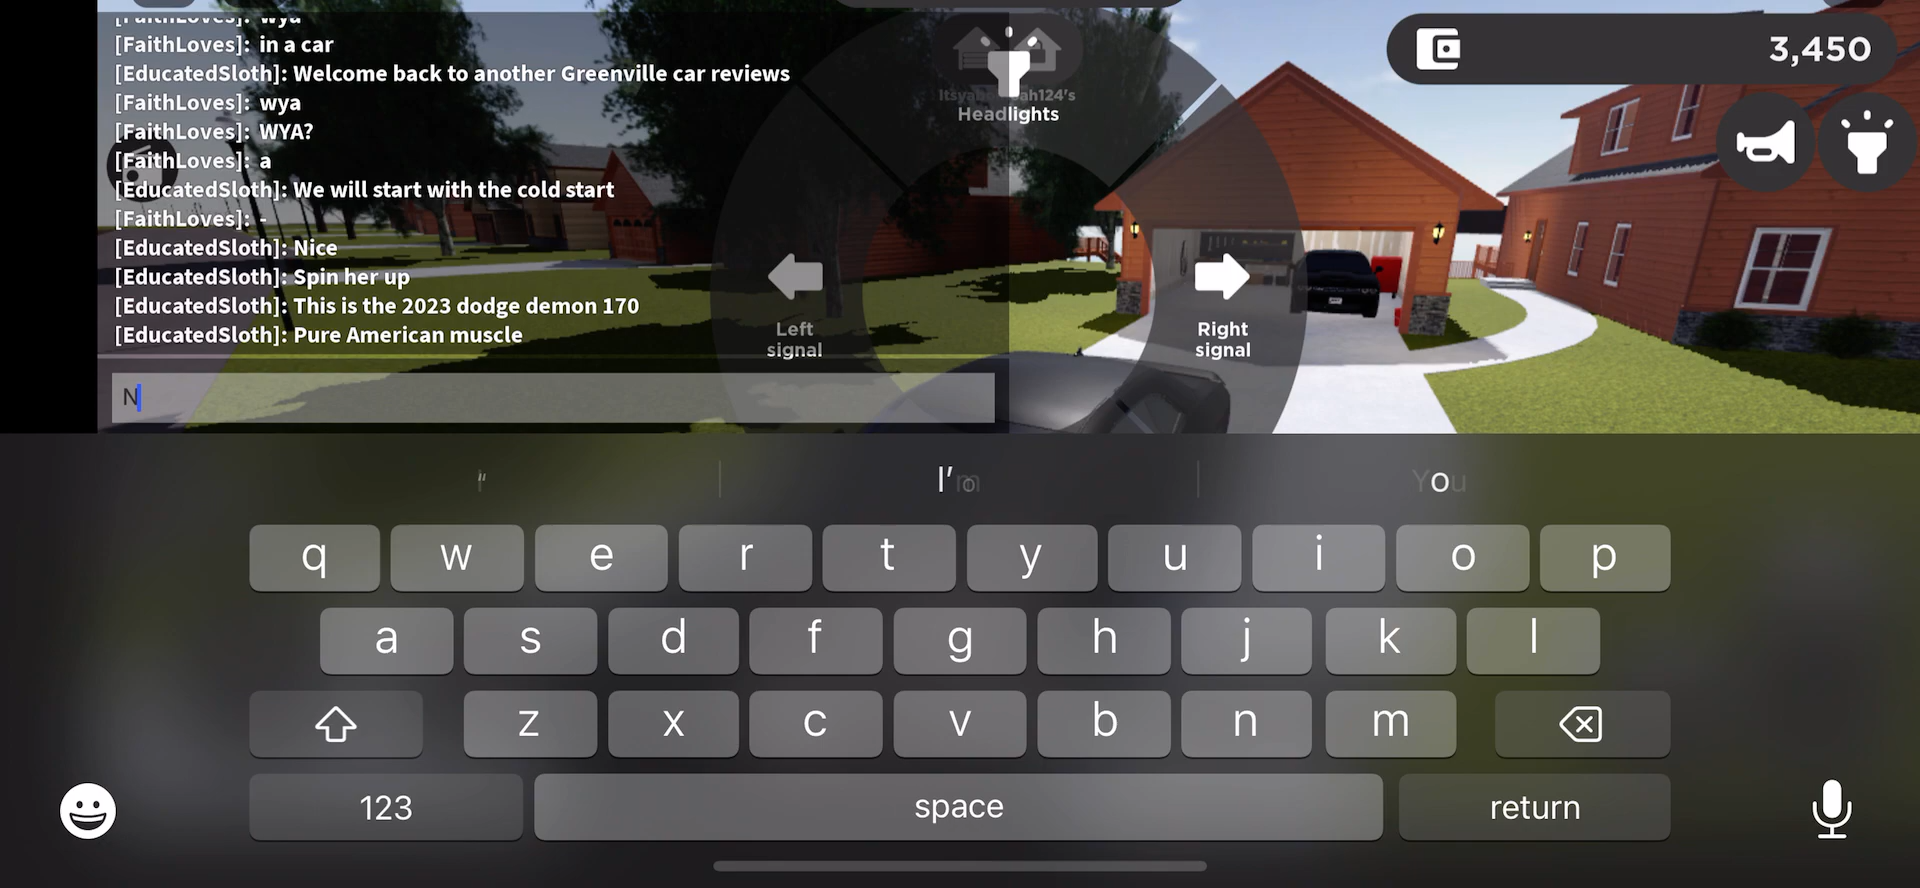 [FaithLoves]: wya
[FaithLoves]: in a car
[EducatedSloth]: Welcome back to another Greenville car reviews
[FaithLoves]: wya
[FaithLoves]: WYA?
[FaithLoves]: a
[EducatedSloth]: We will start with the cold start
[FaithLoves]: -
[EducatedSloth]: Nice
[EducatedSloth]: Spin her up
[EducatedSloth]: This is the 2023 dodge demon 170
[EducatedSloth]: Pure American muscle
N
Headlights
Left
signal
Right
signal
3,450
I'm
You
q w e r t y u i o p
a s d f g h j k l
z x c v b n m
123
space
return